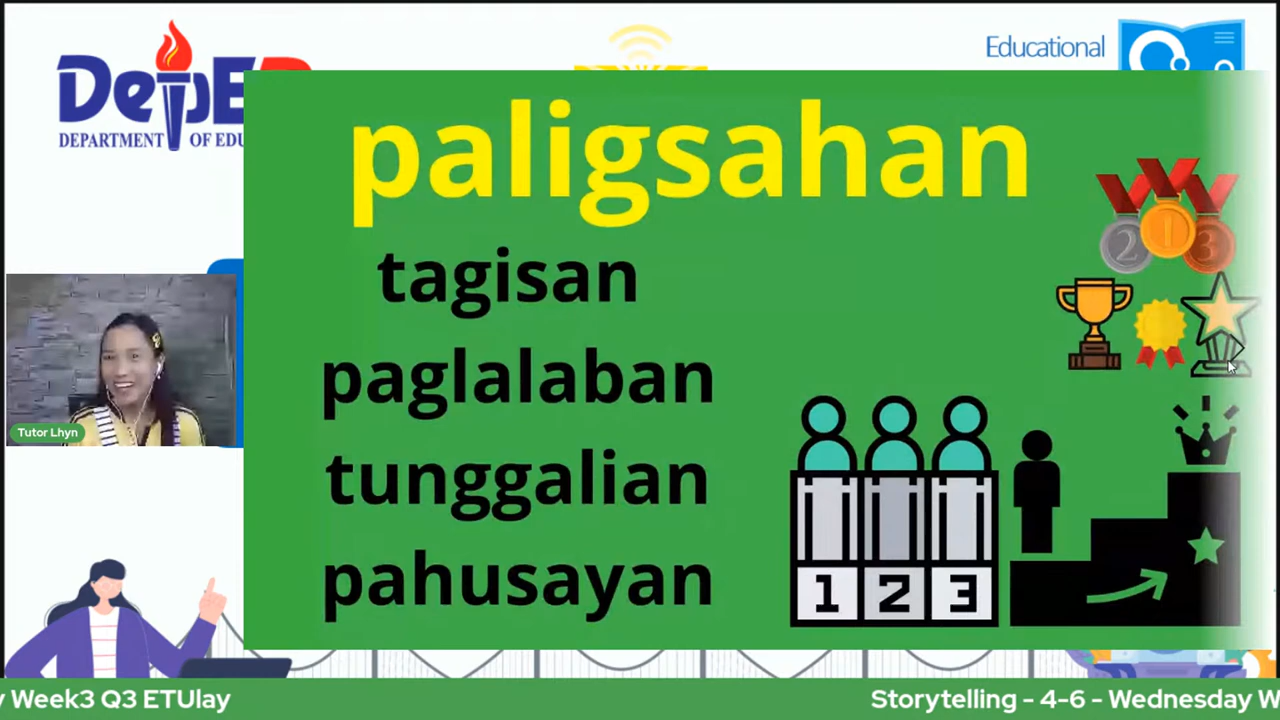 DepE
DEPARTMENT OF EDU
Educational
paligsahan
tagisan
paglalaban
tunggalian
pahusayan
2 1 3
1 2 3
Tutor Lhyn
y Week3 Q3 ETUlay
Storytelling - 4-6 - Wednesday W